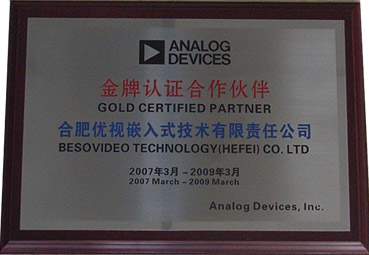 ANALOG
DEVICES
金牌认证合作伙伴
GOLD CERTIFIED PARTNER
合肥优视嵌入式技术有限责任公司
BESOVIDEO TECHNOLOGY(HEFEI) CO. LTD
2007年3月－2009年3月
2007 March – 2009 March
Analog Devices, Inc.